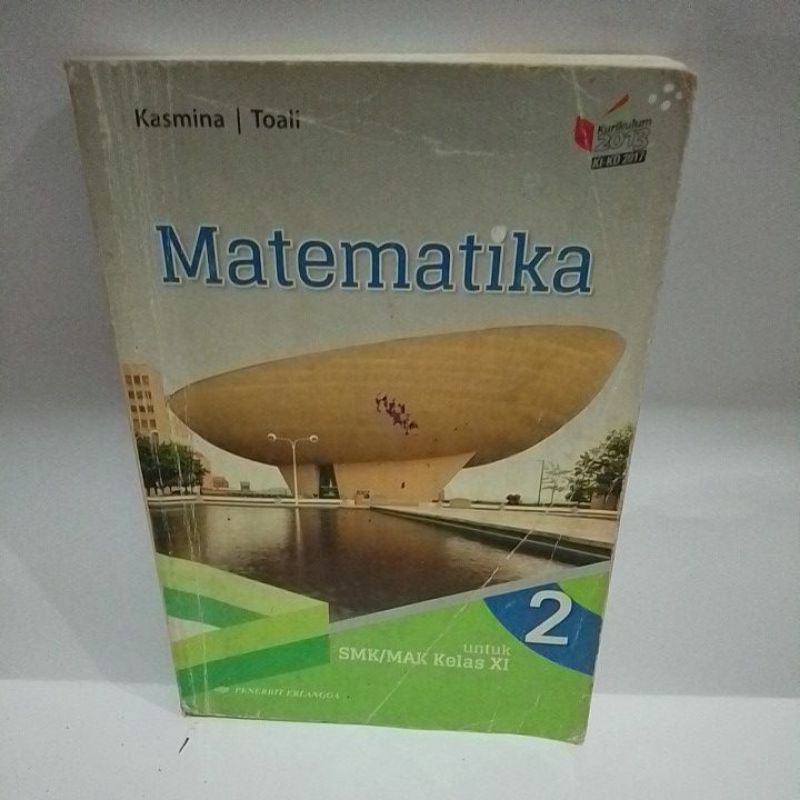 Kasmina | Toali
Kurikulum
2013
KI-KD 2017
Matematika
2
untuk
SMK/MAK Kelas XI
PENERBIT ERLANGGA